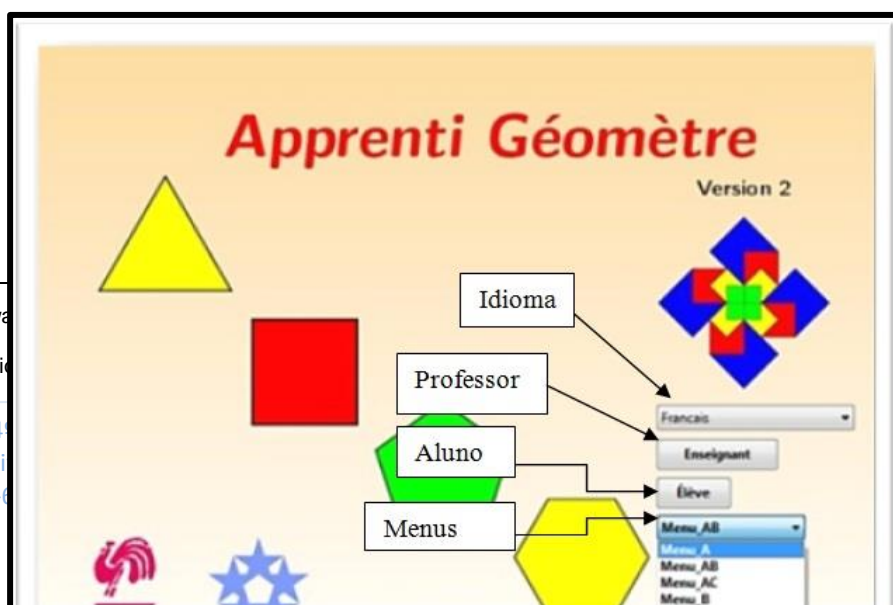 Apprenti Géomètre
Version 2
Idioma
Professor
Francais
Aluno
Enseignant
Élève
Menus
Menu_AB
Menu_A
Menu_AB
Menu_AC
Menu_B